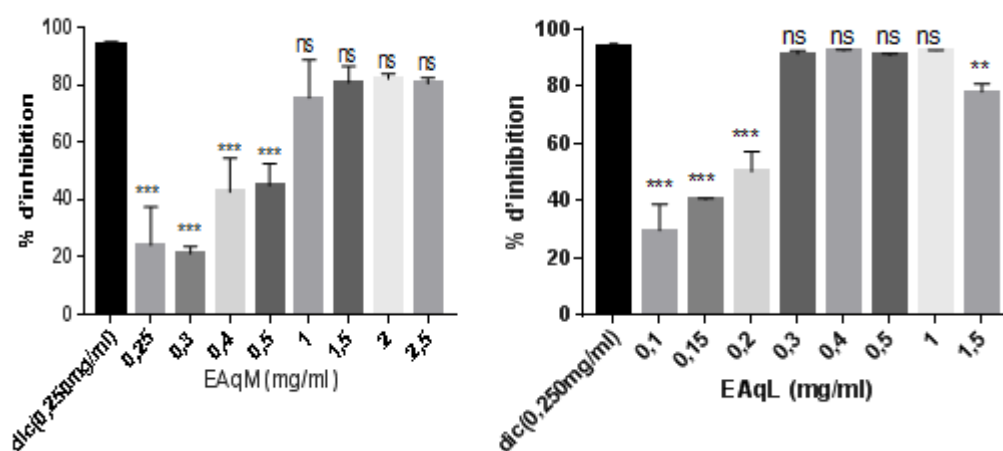 % d'inhibition
100
80
60
40
20
0
***
***
***
***
ns
ns
ns
ns
dic(0,250mg/ml)
0,25
0,3
0,4
0,5
1
1,5
2
2,5
EAqM (mg/ml)
% d'inhibition
100
80
60
40
20
0
***
***
***
ns
ns
ns
ns
**
dic(0,250mg/ml)
0,1
0,15
0,2
0,3
0,4
0,5
1
1,5
EAqL (mg/ml)